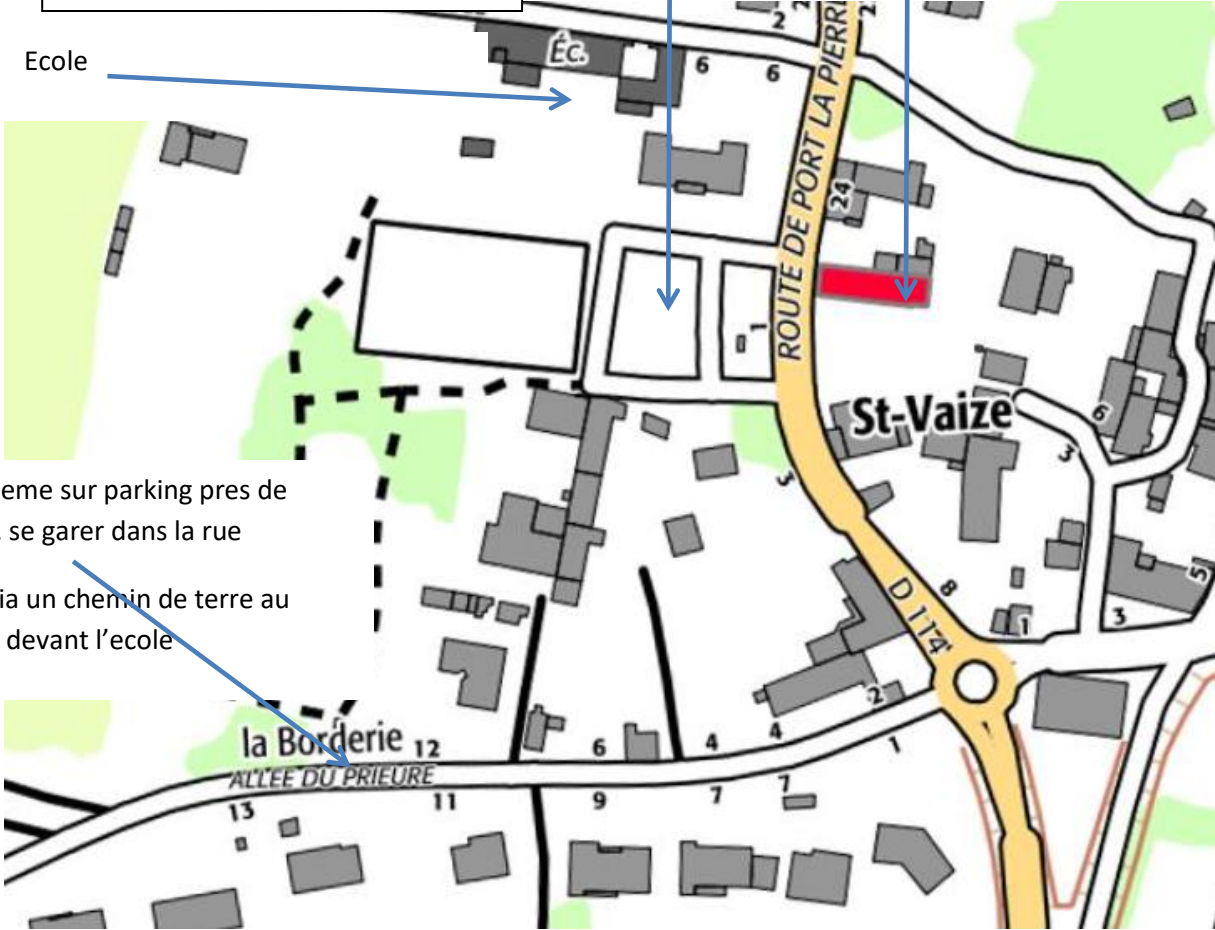 2
Éc.
6
6
Ecole
ROUTE DE PORT LA PIERRE
24
1
St-Vaize
6
3
3
eme sur parking pres de
se garer dans la rue
ia un chemin de terre au
devant l’ecole
8
D 114
5
1
3
2
la Borderie
12
6
4
4
1
ALLEE DU PRIEURE
13
11
9
7
7